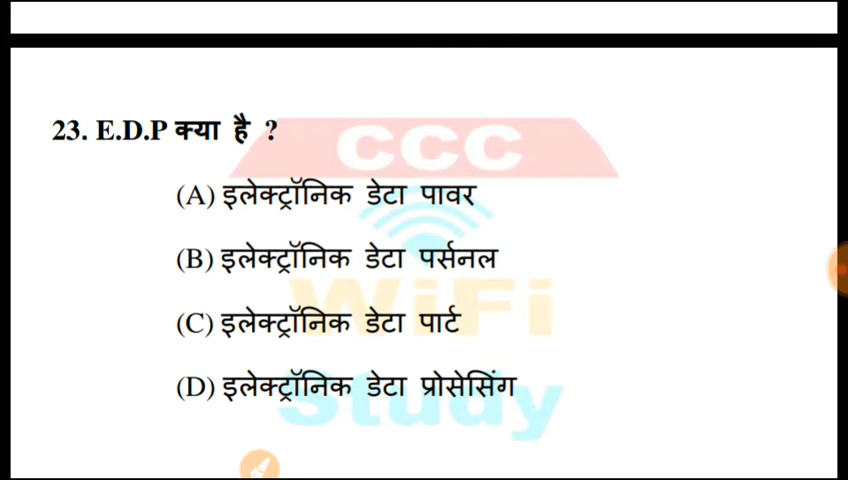 23. E.D.P क्या है ?
CCC
(A) इलेक्ट्रॉनिक डेटा पावर
(B) इलेक्ट्रॉनिक डेटा पर्सनल
WiFi
(C) इलेक्ट्रॉनिक डेटा पार्ट
(D) इलेक्ट्रॉनिक डेटा प्रोसेसिंग
Study